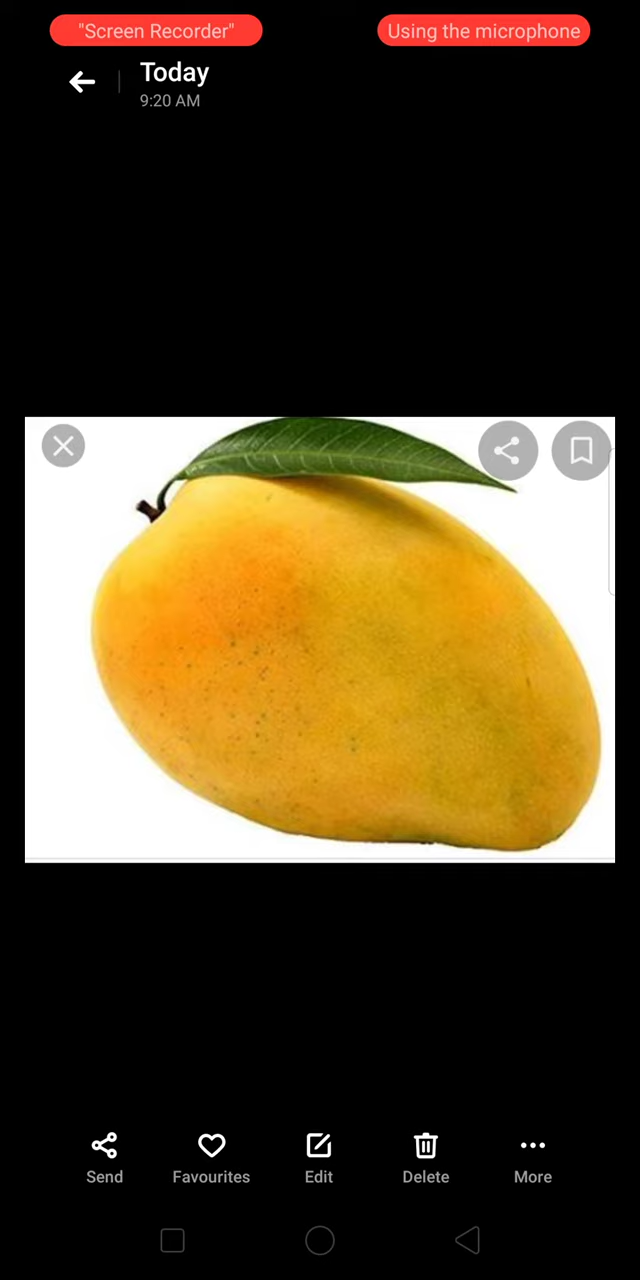 "Screen Recorder"
Using the microphone
Today
9:20 AM
Send
Favourites
Edit
Delete
More